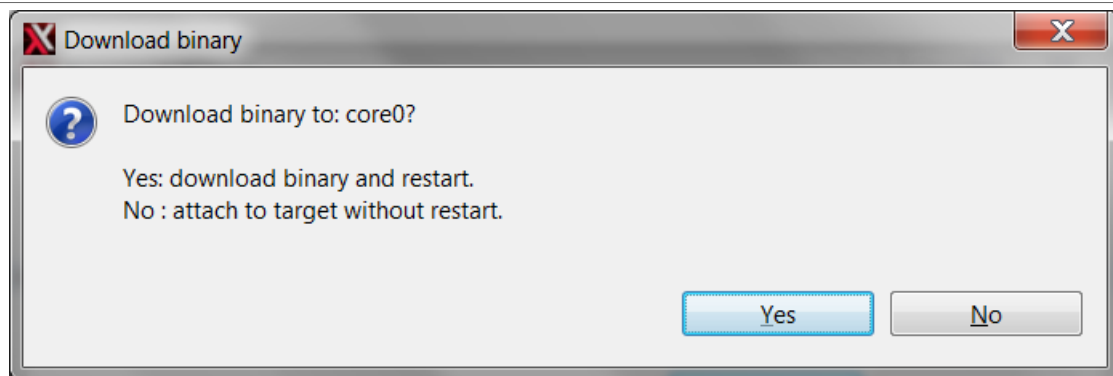 Download binary
Download binary to: core0?
Yes: download binary and restart.
No : attach to target without restart.
Yes
No